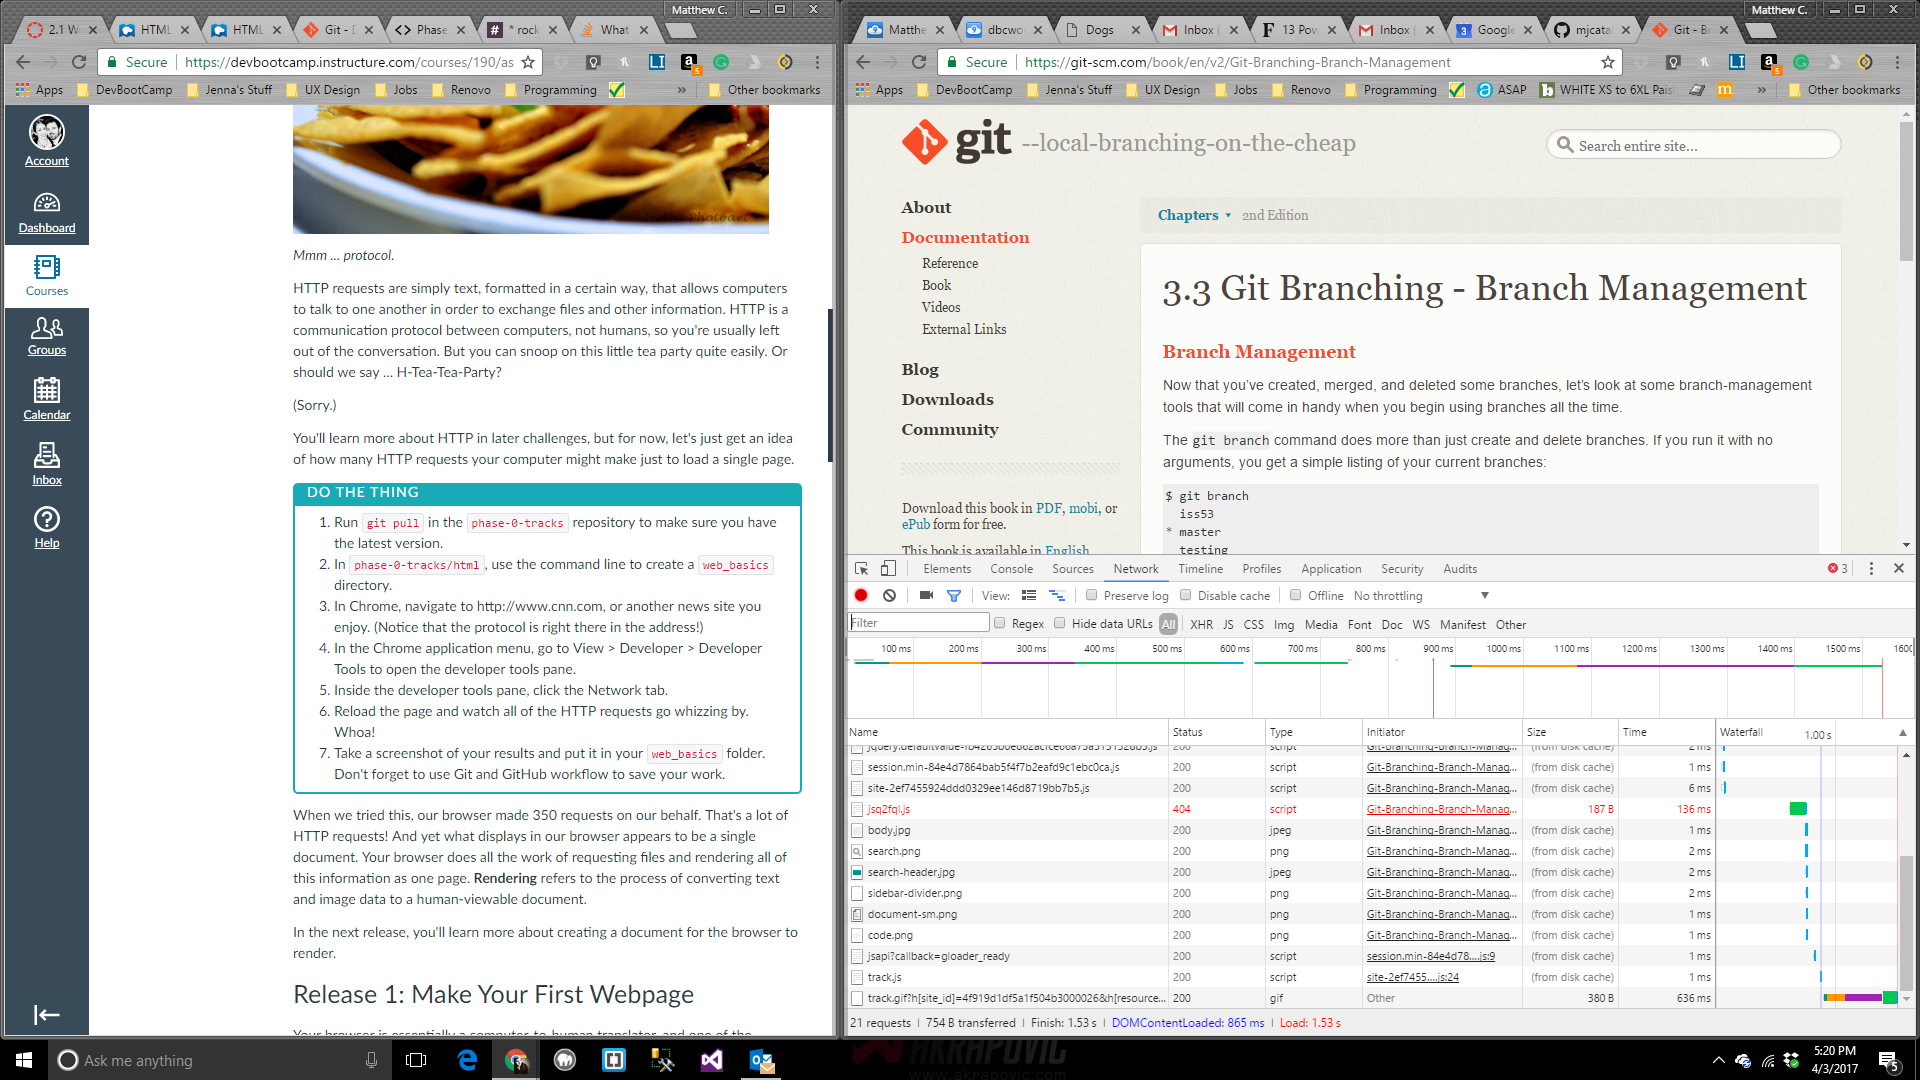 Matthew C.
2.1 W
HTML
HTML
Git - D
Phase
* rock
What
Secure
https://devbootcamp.instructure.com/courses/190/as
Apps
DevBootCamp
Jenna's Stuff
UX Design
Jobs
Renovo
Programming
»
Other bookmarks
Account
Dashboard
Courses
Groups
Calendar
Inbox
Help
Mmm ... protocol.
HTTP requests are simply text, formatted in a certain way, that allows computers
to talk to one another in order to exchange files and other information. HTTP is a
communication protocol between computers, not humans, so you're usually left
out of the conversation. But you can snoop on this little tea party quite easily. Or
should we say ... H-Tea-Tea-Party?
(Sorry.)
You'll learn more about HTTP in later challenges, but for now, let's just get an idea
of how many HTTP requests your computer might make just to load a single page.
DO THE THING
1. Run git pull in the phase-0-tracks repository to make sure you have
the latest version.
2. In phase-0-tracks/html , use the command line to create a web_basics
directory.
3. In Chrome, navigate to http://www.cnn.com, or another news site you
enjoy. (Notice that the protocol is right there in the address!)
4. In the Chrome application menu, go to View > Developer > Developer
Tools to open the developer tools pane.
5. Inside the developer tools pane, click the Network tab.
6. Reload the page and watch all of the HTTP requests go whizzing by.
Whoa!
7. Take a screenshot of your results and put it in your web_basics folder.
Don't forget to use Git and GitHub workflow to save your work.
When we tried this, our browser made 350 requests on our behalf. That's a lot of
HTTP requests! And yet what displays in our browser appears to be a single
document. Your browser does all the work of requesting files and rendering all of
this information as one page. Rendering refers to the process of converting text
and image data to a human-viewable document.
In the next release, you'll learn more about creating a document for the browser to
render.
Release 1: Make Your First Webpage
Matthew C.
Matthe
dbcwo
Dogs
Inbox (
13 Pow
Inbox (
Google
mjcata
Git - Br
Secure
https://git-scm.com/book/en/v2/Git-Branching-Branch-Management
Apps
DevBootCamp
Jenna's Stuff
UX Design
Jobs
Renovo
Programming
ASAP
WHITE XS to 6XL Pais
»
Other bookmarks
git --local-branching-on-the-cheap
Search entire site...
About
Documentation
Reference
Book
Videos
External Links
Blog
Downloads
Community
Download this book in PDF, mobi, or
ePub form for free.
This book is available in English
Chapters ▾ 2nd Edition
3.3 Git Branching - Branch Management
Branch Management
Now that you've created, merged, and deleted some branches, let's look at some branch-management
tools that will come in handy when you begin using branches all the time.
The git branch command does more than just create and delete branches. If you run it with no
arguments, you get a simple listing of your current branches:
$ git branch
iss53
* master
testing
Elements Console Sources Network Timeline Profiles Application Security Audits
3
View: Preserve log Disable cache Offline No throttling
Filter Regex Hide data URLs All XHR JS CSS Img Media Font Doc WS Manifest Other
100 ms 200 ms 300 ms 400 ms 500 ms 600 ms 700 ms 800 ms 900 ms 1000 ms 1100 ms 1200 ms 1300 ms 1400 ms 1500 ms 1600
Name Status Type Initiator Size Time Waterfall 1.00 s
session.min-84e4d7864bab5f4f7b2eafd9c1ebc0ca.js 200 script Git-Branching-Branch-Manag... (from disk cache) 1 ms
site-2ef7455924ddd0329ee146d8719bb7b5.js 200 script Git-Branching-Branch-Manag... (from disk cache) 6 ms
jsq2fql.js 404 script Git-Branching-Branch-Manag... 187 B 136 ms
body.jpg 200 jpeg Git-Branching-Branch-Manag... (from disk cache) 1 ms
search.png 200 png Git-Branching-Branch-Manag... (from disk cache) 2 ms
search-header.jpg 200 jpeg Git-Branching-Branch-Manag... (from disk cache) 2 ms
sidebar-divider.png 200 png Git-Branching-Branch-Manag... (from disk cache) 2 ms
document-sm.png 200 png Git-Branching-Branch-Manag... (from disk cache) 1 ms
code.png 200 png Git-Branching-Branch-Manag... (from disk cache) 1 ms
jsapi?callback=gloader_ready 200 script session.min-84e4d78....js:9 (from disk cache) 1 ms
track.js 200 script site-2ef7455....js:24 (from disk cache) 1 ms
track.gif?h[site_id]=4f919d1df5a1f504b3000026&h[resource... 200 gif Other 380 B 636 ms
21 requests | 754 B transferred | Finish: 1.53 s | DOMContentLoaded: 865 ms | Load: 1.53 s
Ask me anything
AKRAPOVIC
www.akrapovic.com
5:20 PM
4/3/2017
5